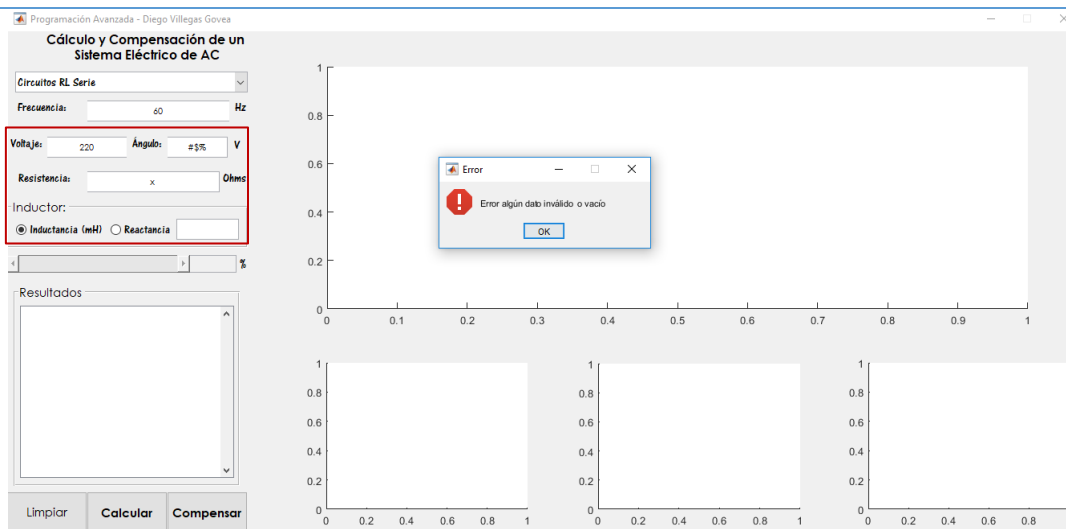 Programación Avanzada - Diego Villegas Govea
Cálculo y Compensación de un
Sistema Eléctrico de AC
Circuitos RL Serie
Frecuencia: 60 Hz
Voltaje: 220 Ángulo: #$% V
Resistencia: x Ohms
Inductor:
Inductancia (mH) Reactancia
%
Resultados
Limpiar Calcular Compensar
1
0.8
0.6
0.4
0.2
0
0 0.1 0.2 0.3 0.4 0.5 0.6 0.7 0.8 0.9 1
Error
Error algún dato inválido o vacío
OK
1
0.8
0.6
0.4
0.2
0
0 0.2 0.4 0.6 0.8 1
1
0.8
0.6
0.4
0.2
0
0 0.2 0.4 0.6 0.8 1
1
0.8
0.6
0.4
0.2
0
0 0.2 0.4 0.6 0.8